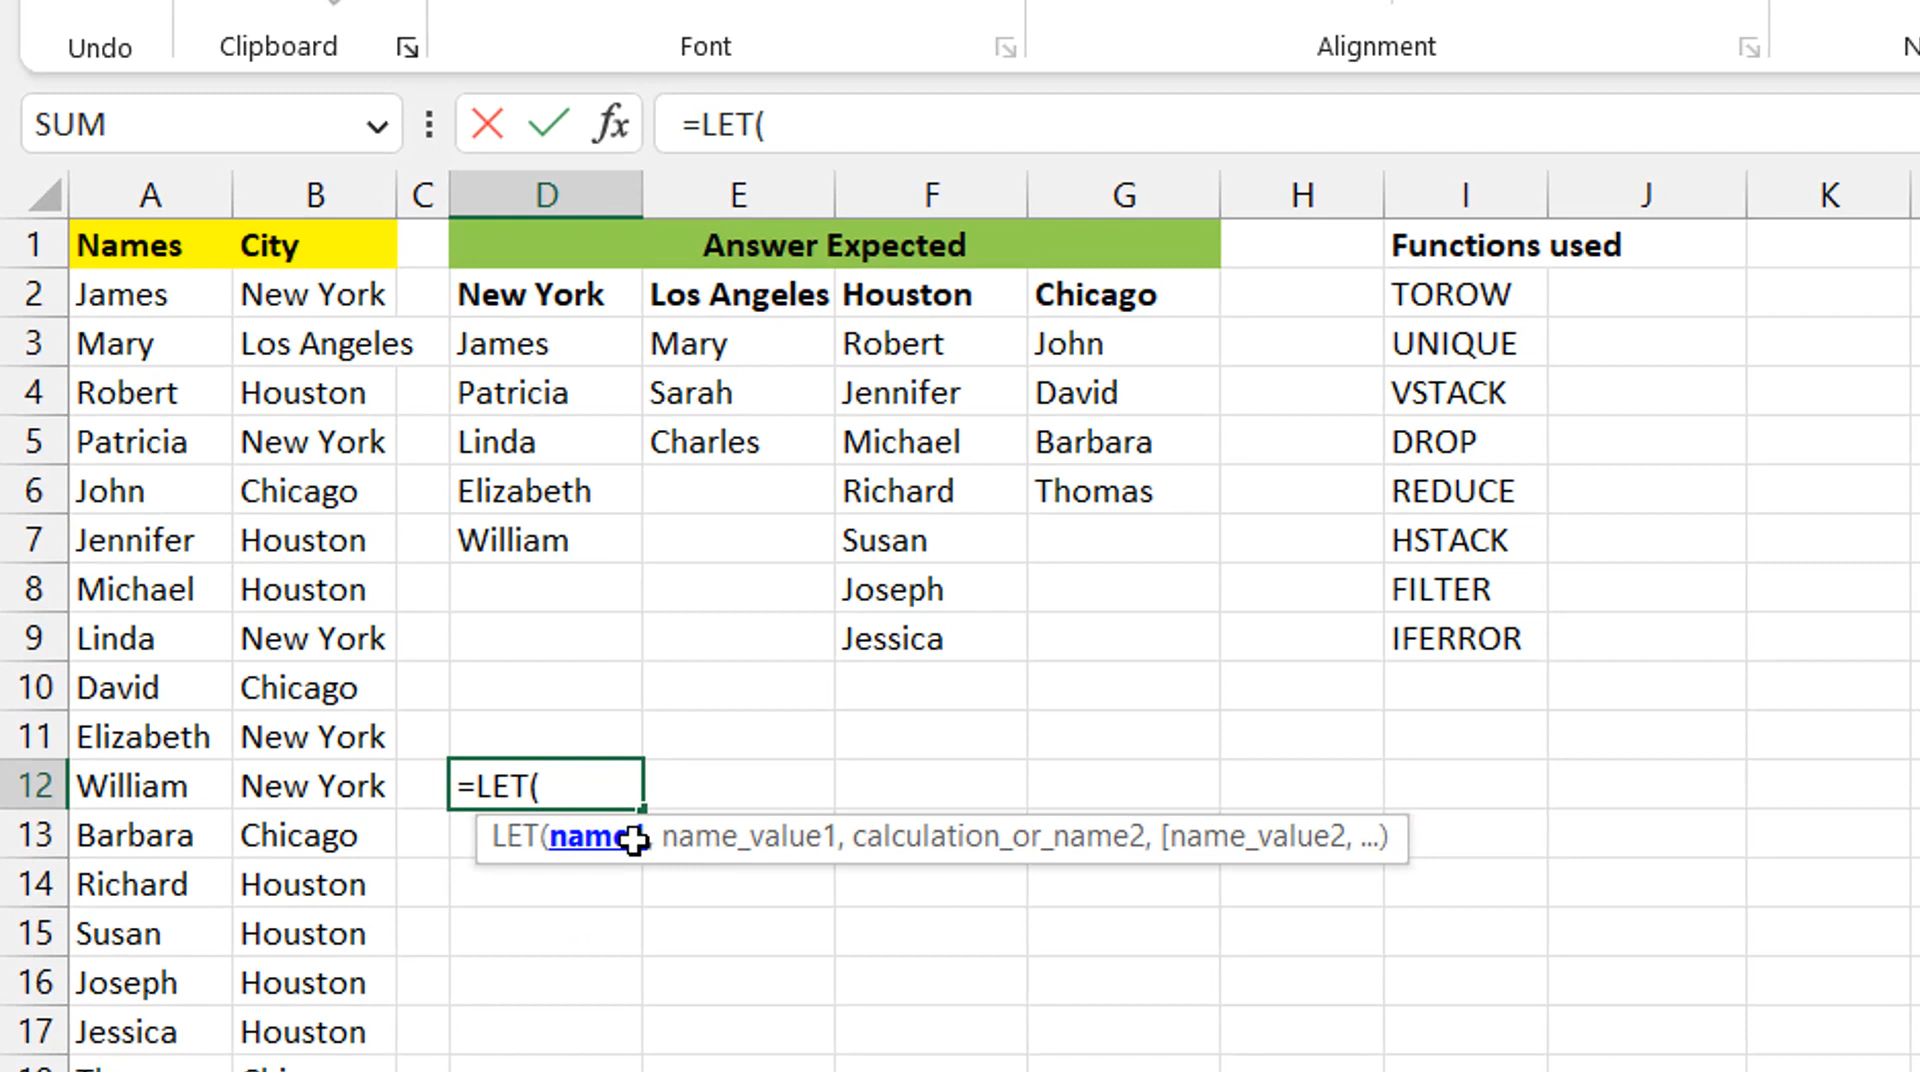 Undo Clipboard Font Alignment N
SUM fx =LET(
A B C D E F G H I J K
1 Names City Answer Expected Functions used
2 James New York New York Los Angeles Houston Chicago TOROW
3 Mary Los Angeles James Mary Robert John UNIQUE
4 Robert Houston Patricia Sarah Jennifer David VSTACK
5 Patricia New York Linda Charles Michael Barbara DROP
6 John Chicago Elizabeth Richard Thomas REDUCE
7 Jennifer Houston William Susan HSTACK
8 Michael Houston Joseph FILTER
9 Linda New York Jessica IFERROR
10 David Chicago
11 Elizabeth New York
12 William New York =LET(
13 Barbara Chicago LET(name1, name_value1, calculation_or_name2, [name_value2, ...)
14 Richard Houston
15 Susan Houston
16 Joseph Houston
17 Jessica Houston